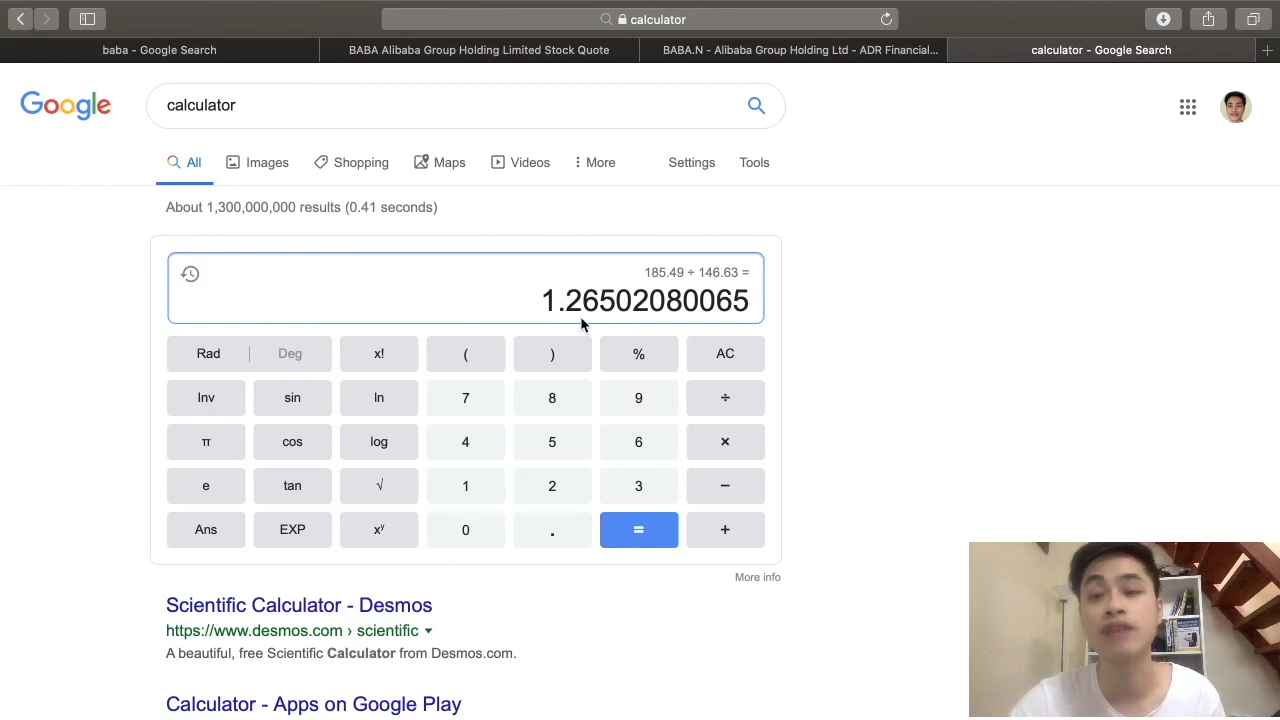 calculator
baba - Google Search
BABA Alibaba Group Holding Limited Stock Quote
BABA.N - Alibaba Group Holding Ltd - ADR Financial...
calculator - Google Search
Google
calculator
All
Images
Shopping
Maps
Videos
More
Settings
Tools
About 1,300,000,000 results (0.41 seconds)
185.49 ÷ 146.63 =
1.26502080065
Rad Deg x! ( ) % AC
Inv sin ln 7 8 9 ÷
π cos log 4 5 6 ×
e tan √ 1 2 3 −
Ans EXP xʸ 0 . = +
More info
Scientific Calculator - Desmos
https://www.desmos.com › scientific
A beautiful, free Scientific Calculator from Desmos.com.
Calculator - Apps on Google Play